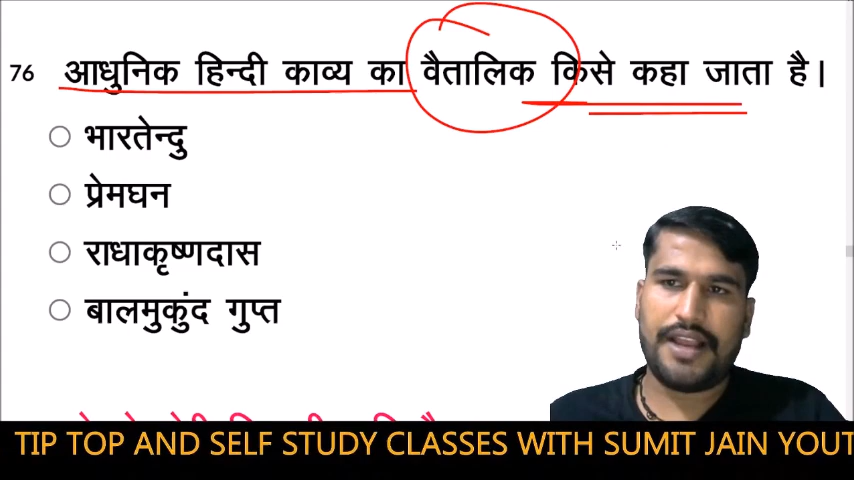 76 आधुनिक हिन्दी काव्य का वैतालिक किसे कहा जाता है।
भारतेन्दु
प्रेमघन
राधाकृष्णदास
बालमुकुंद गुप्त
TIP TOP AND SELF STUDY CLASSES WITH SUMIT JAIN YOUT